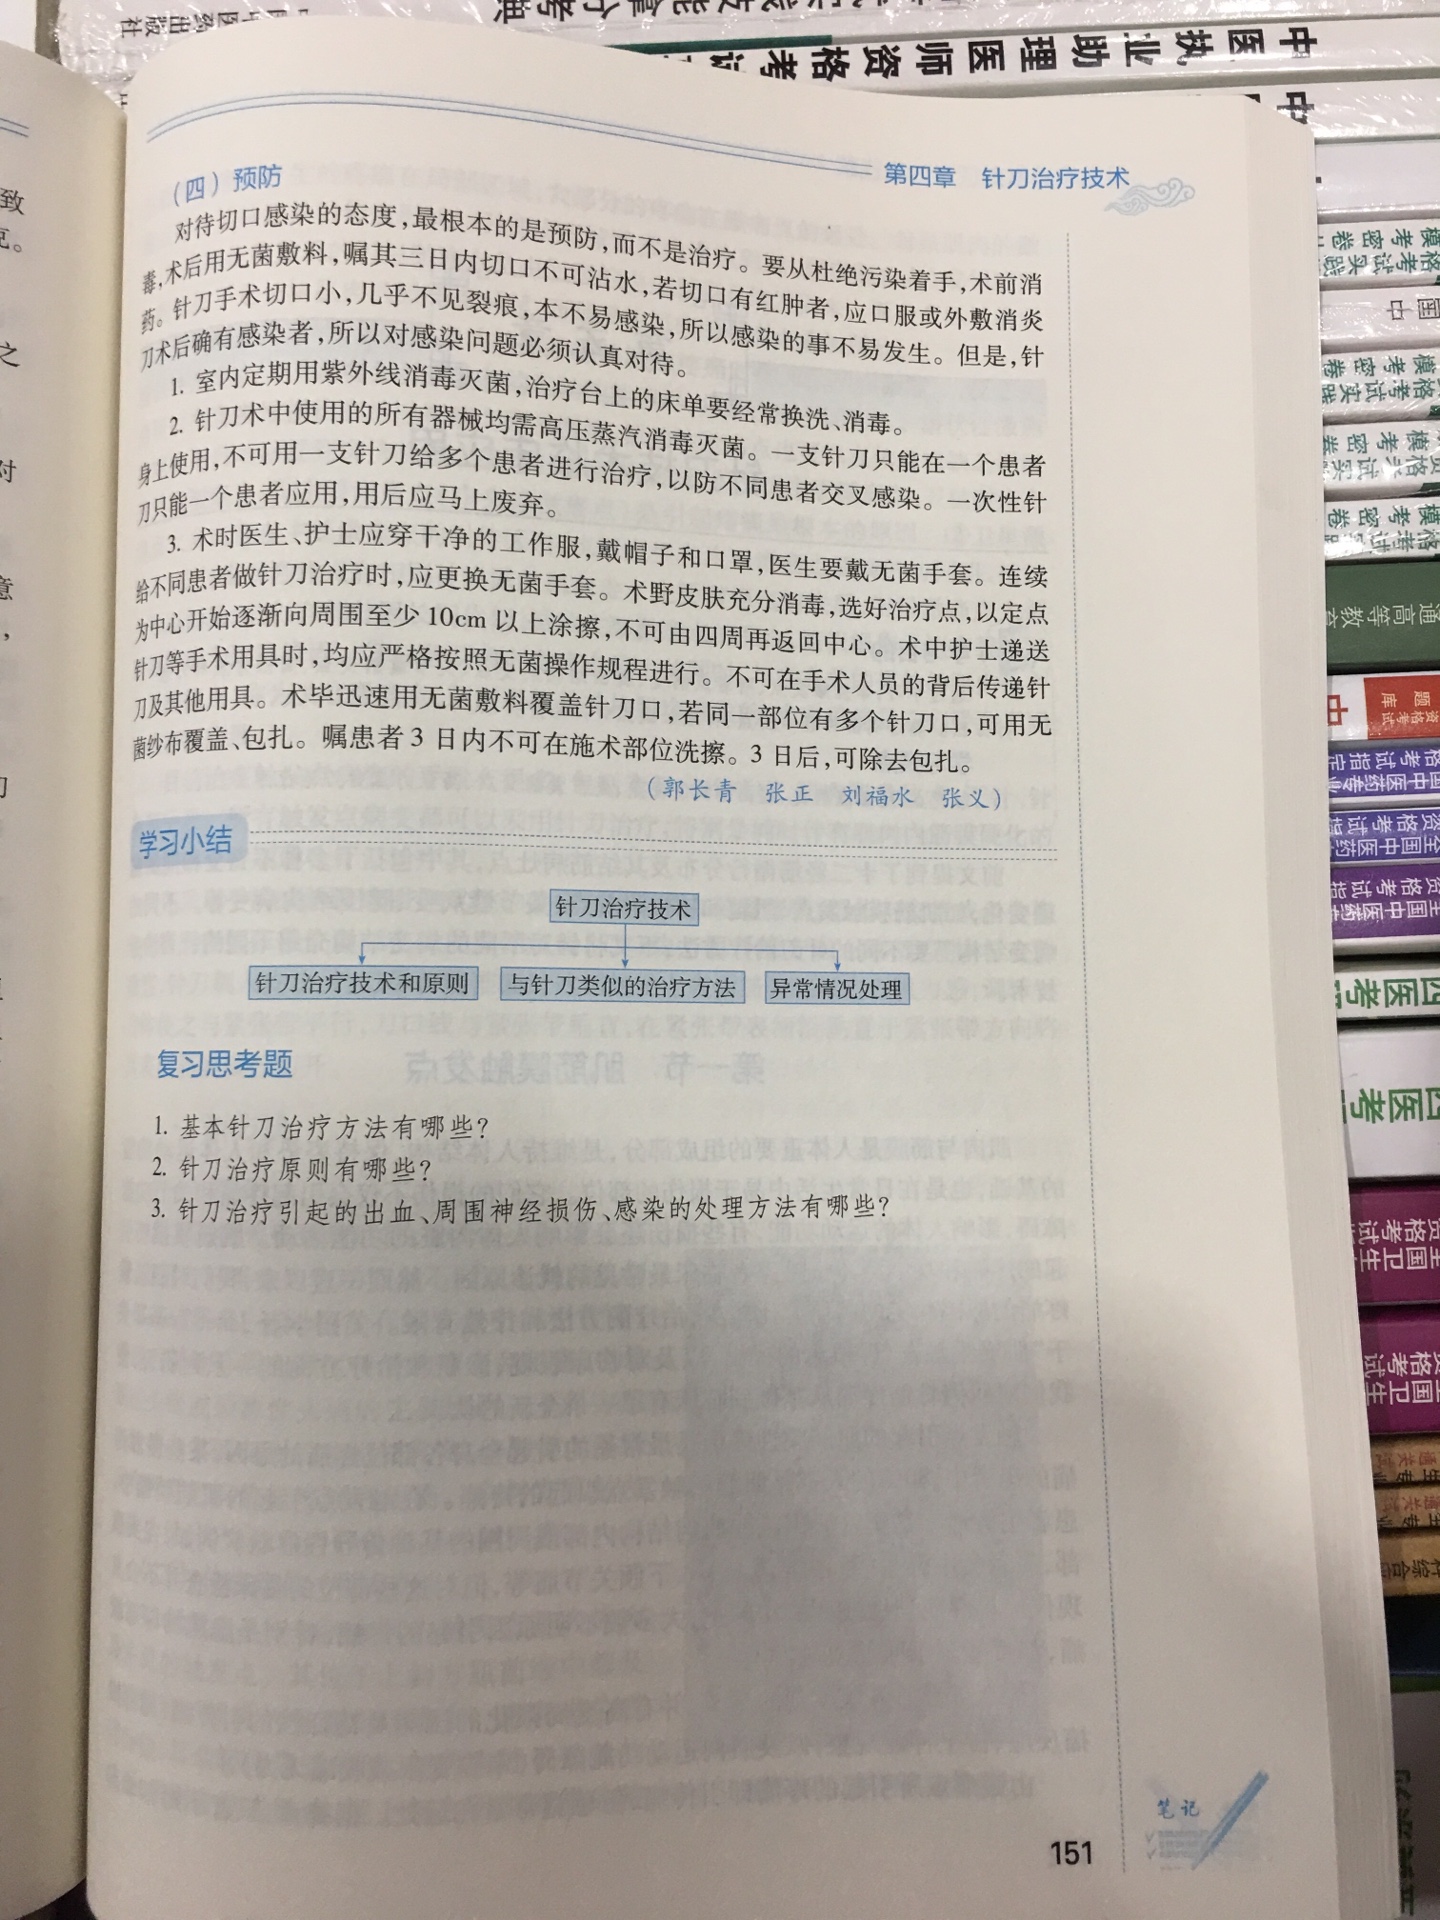 第四章 针刀治疗技术
（四）预防
对待切口感染的态度，最根本的是预防，而不是治疗。要从杜绝污染着手，术前消
毒，术后用无菌敷料，嘱其三日内切口不可沾水，若切口有红肿者，应口服或外敷消炎
药。针刀手术切口小，几乎不见裂痕，本不易感染，所以感染的事不易发生。但是，针
刀术后确有感染者，所以对感染问题必须认真对待。
1. 室内定期用紫外线消毒灭菌，治疗台上的床单要经常换洗、消毒。
2. 针刀术中使用的所有器械均需高压蒸汽消毒灭菌。一支针刀只能在一个患者
身上使用，不可用一支针刀给多个患者进行治疗，以防不同患者交叉感染。一次性针
刀只能一个患者应用，用后应马上废弃。
3. 术时医生、护士应穿干净的工作服，戴帽子和口罩，医生要戴无菌手套。连续
给不同患者做针刀治疗时，应更换无菌手套。术野皮肤充分消毒，选好治疗点，以定点
为中心开始逐渐向周围至少 10cm 以上涂擦，不可由四周再返回中心。术中护士递送
针刀等手术用具时，均应严格按照无菌操作规程进行。不可在手术人员的背后传递针
刀及其他用具。术毕迅速用无菌敷料覆盖针刀口，若同一部位有多个针刀口，可用无
菌纱布覆盖、包扎。嘱患者 3 日内不可在施术部位洗擦。3 日后，可除去包扎。
（郭长青 张正 刘福水 张义）
学习小结
针刀治疗技术
针刀治疗技术和原则 与针刀类似的治疗方法 异常情况处理
复习思考题
1. 基本针刀治疗方法有哪些？
2. 针刀治疗原则有哪些？
3. 针刀治疗引起的出血、周围神经损伤、感染的处理方法有哪些？
笔记
151